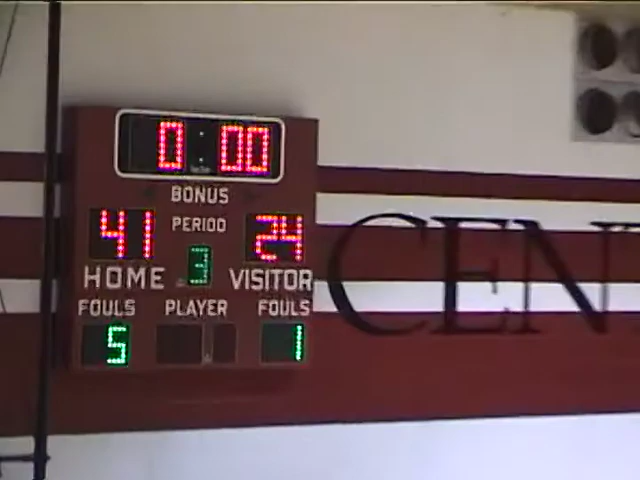 0:00
BONUS
41 PERIOD 24
HOME 3 VISITOR
FOULS PLAYER FOULS
5 1
CEN